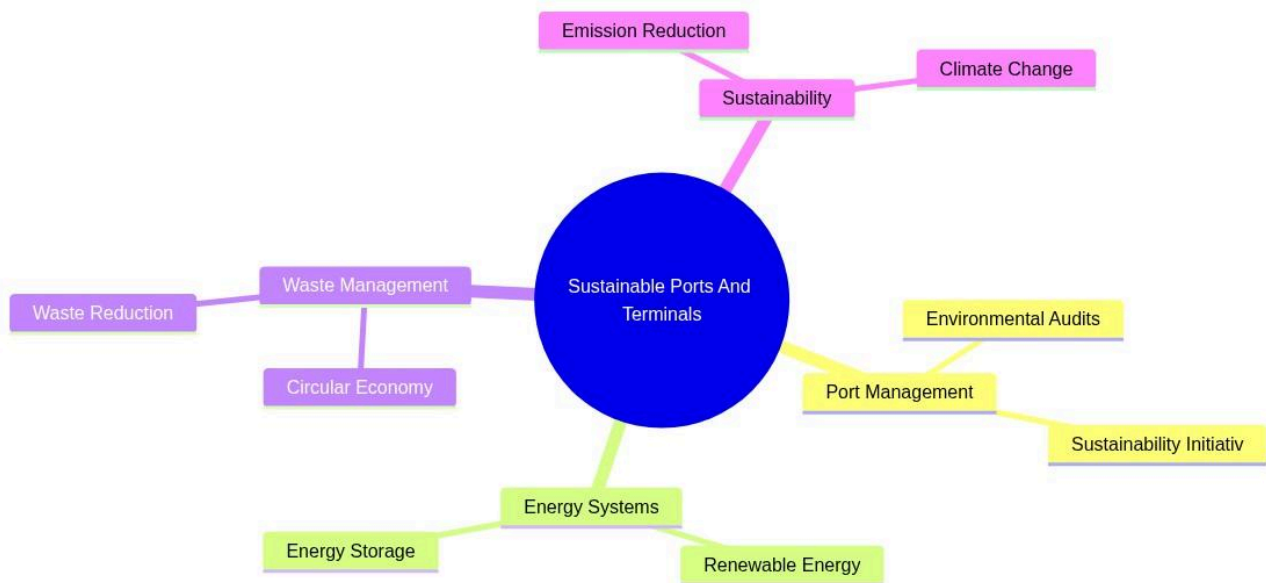 Emission Reduction
Climate Change
Sustainability
Sustainable Ports And
Terminals
Waste Management
Waste Reduction
Circular Economy
Environmental Audits
Port Management
Sustainability Initiativ
Energy Systems
Energy Storage
Renewable Energy